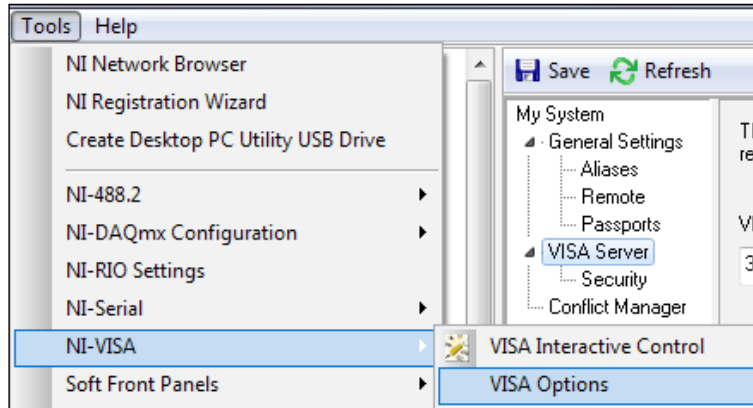 Tools Help
NI Network Browser
NI Registration Wizard
Create Desktop PC Utility USB Drive
NI-488.2
NI-DAQmx Configuration
NI-RIO Settings
NI-Serial
NI-VISA
Soft Front Panels
VISA Interactive Control
VISA Options
Save Refresh
My System
General Settings
Aliases
Remote
Passports
VISA Server
Security
Conflict Manager